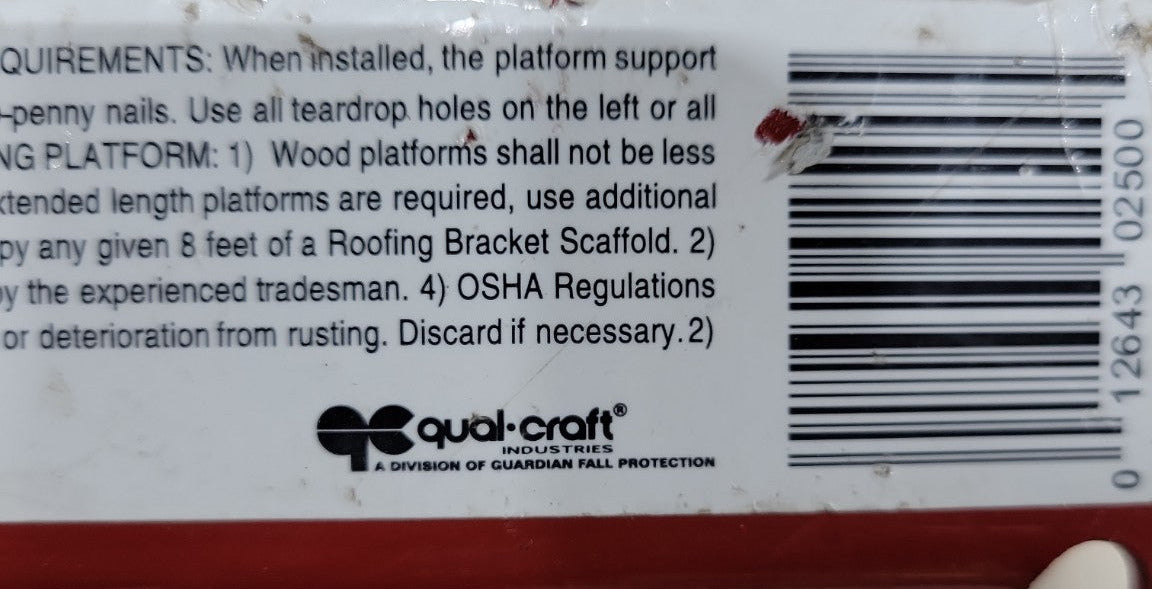 QUIREMENTS: When installed, the platform support
-penny nails. Use all teardrop holes on the left or all
NG PLATFORM: 1) Wood platforms shall not be less
xtended length platforms are required, use additional
py any given 8 feet of a Roofing Bracket Scaffold. 2)
y the experienced tradesman. 4) OSHA Regulations
or deterioration from rusting. Discard if necessary. 2)
qual•craft®
INDUSTRIES
A DIVISION OF GUARDIAN FALL PROTECTION
0 12643 02500